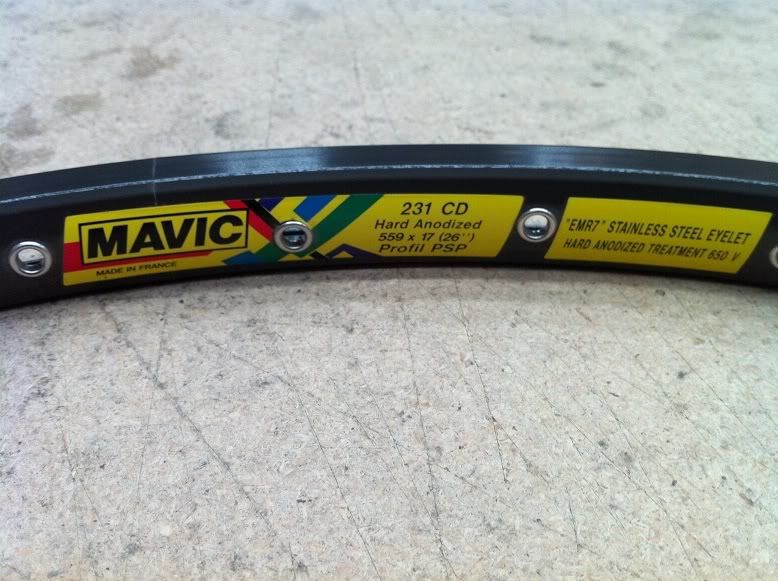 MAVIC
MADE IN FRANCE
231 CD
Hard Anodized
559 x 17 (26'')
Profil PSP
"EMR7" STAINLESS STEEL EYELET
HARD ANODIZED TREATMENT 650 V